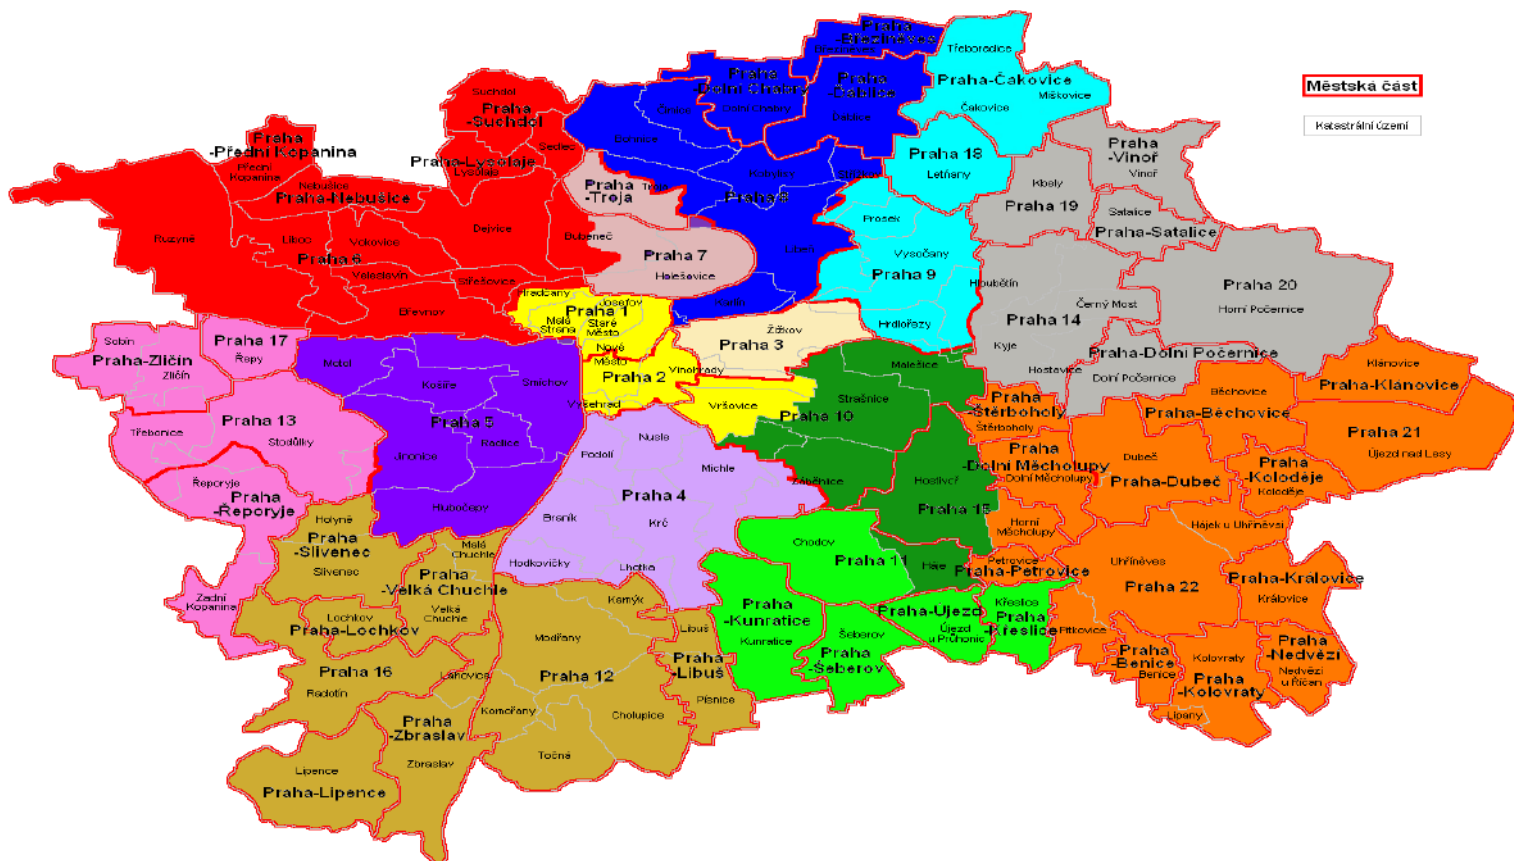 Praha
-Březiněves
Březiněves
Třeboradice
Praha-Čakovice
Miškovice
Čakovice
Městská část
Katastrální území
Praha
-Dolní Chabry
Dolní Chabry
Čimice
Bohnice
Praha
-Ďáblice
Ďáblice
Suchdol
Praha
-Suchdol
Sedlec
Praha-Lysolaje
Lysolaje
Praha
-Přední Kopanina
Přední
Kopanina
Nebušice
Praha-Nebušice
Praha
-Troja
Troja
Kobylisy
Střížkov
Praha 8
Libeň
Karlín
Praha 18
Letňany
Praha
-Vinoř
Vinoř
Kbely
Praha 19
Satalice
Praha-Satalice
Prosek
Vysočany
Praha 9
Hloubětín
Hrdlořezy
Ruzyně
Liboc
Vokovice
Dejvice
Praha 6
Veleslavín
Střešovice
Břevnov
Bubeneč
Praha 7
Holešovice
Hradčany
Josefov
Praha 1
Malá
Strana
Staré
Město
Nové
Město
Praha 2
Vinohrady
Vyšehrad
Žižkov
Praha 3
Praha 20
Horní Počernice
Černý Most
Praha 14
Kyje
Hostavice
Praha-Dolní Počernice
Dolní Počernice
Sobín
Praha-Zličín
Zličín
Praha 17
Řepy
Praha 13
Třebonice
Stodůlky
Řeporyje
Praha
-Řeporyje
Zadní
Kopanina
Motol
Košíře
Smíchov
Praha 5
Radlice
Jinonice
Hlubočepy
Malešice
Strašnice
Vršovice
Praha 10
Záběhlice
Hostivař
Praha 15
Háje
Klánovice
Praha-Klánovice
Běchovice
Praha-Běchovice
Praha 21
Újezd nad Lesy
Praha
-Štěrboholy
Štěrboholy
Praha
-Dolní Měcholupy
Dolní Měcholupy
Dubeč
Praha-Dubeč
Praha
-Koloděje
Koloděje
Horní
Měcholupy
Petrovice
Praha-Petrovice
Hájek u Uhříněvsi
Uhříněves
Praha 22
Praha-Královice
Královice
Nusle
Podolí
Michle
Praha 4
Braník
Krč
Hodkovičky
Lhotka
Chodov
Praha 11
Praha
-Kunratice
Kunratice
Šeberov
Praha
-Šeberov
Praha-Újezd
Újezd
u Průhonic
Křeslice
Praha
-Křeslice
Pitkovice
Praha
-Benice
Benice
Kolovraty
Praha
-Kolovraty
Lipany
Praha
-Nedvězí
Nedvězí
u Říčan
Holyně
Praha
-Slivenec
Slivenec
Malá
Chuchle
Praha
-Velká Chuchle
Velká
Chuchle
Lochkov
Praha-Lochkov
Praha 16
Radotín
Lahovice
Praha
-Zbraslav
Zbraslav
Lipence
Praha-Lipence
Kamýk
Modřany
Praha 12
Komořany
Cholupice
Točná
Libuš
Praha
-Libuš
Písnice